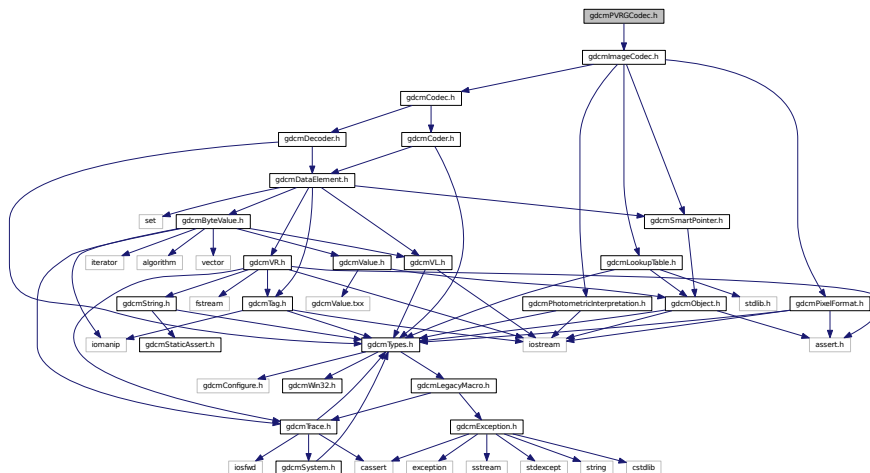 gdcmPVRGCodec.h
gdcmImageCodec.h
gdcmCodec.h
gdcmDecoder.h
gdcmCoder.h
gdcmDataElement.h
set
gdcmByteValue.h
gdcmSmartPointer.h
iterator
algorithm
vector
gdcmVR.h
gdcmValue.h
gdcmVL.h
gdcmLookupTable.h
gdcmString.h
fstream
gdcmTag.h
gdcmValue.txx
gdcmPhotometricInterpretation.h
gdcmObject.h
stdlib.h
gdcmPixelFormat.h
iomanip
gdcmStaticAssert.h
gdcmTypes.h
iostream
assert.h
gdcmConfigure.h
gdcmWin32.h
gdcmLegacyMacro.h
gdcmTrace.h
gdcmException.h
iosfwd
gdcmSystem.h
cassert
exception
sstream
stdexcept
string
cstdlib